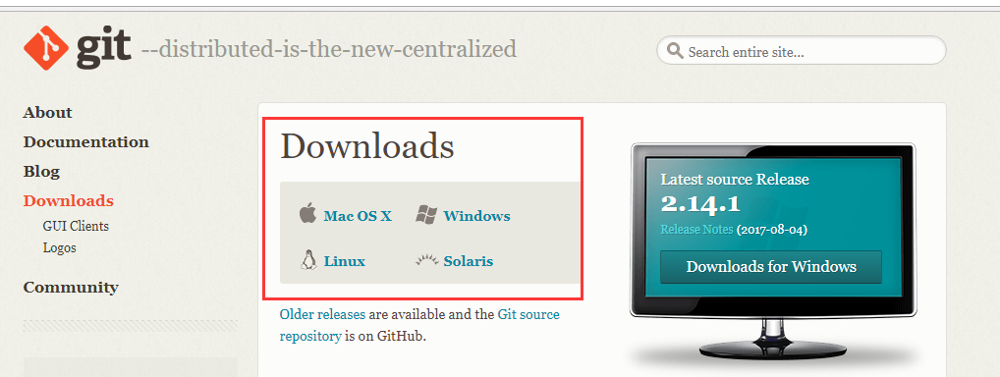 git --distributed-is-the-new-centralized
Search entire site...
About
Documentation
Blog
Downloads
GUI Clients
Logos
Community
Downloads
Mac OS X
Windows
Linux
Solaris
Older releases are available and the Git source
repository is on GitHub.
Latest source Release
2.14.1
Release Notes (2017-08-04)
Downloads for Windows